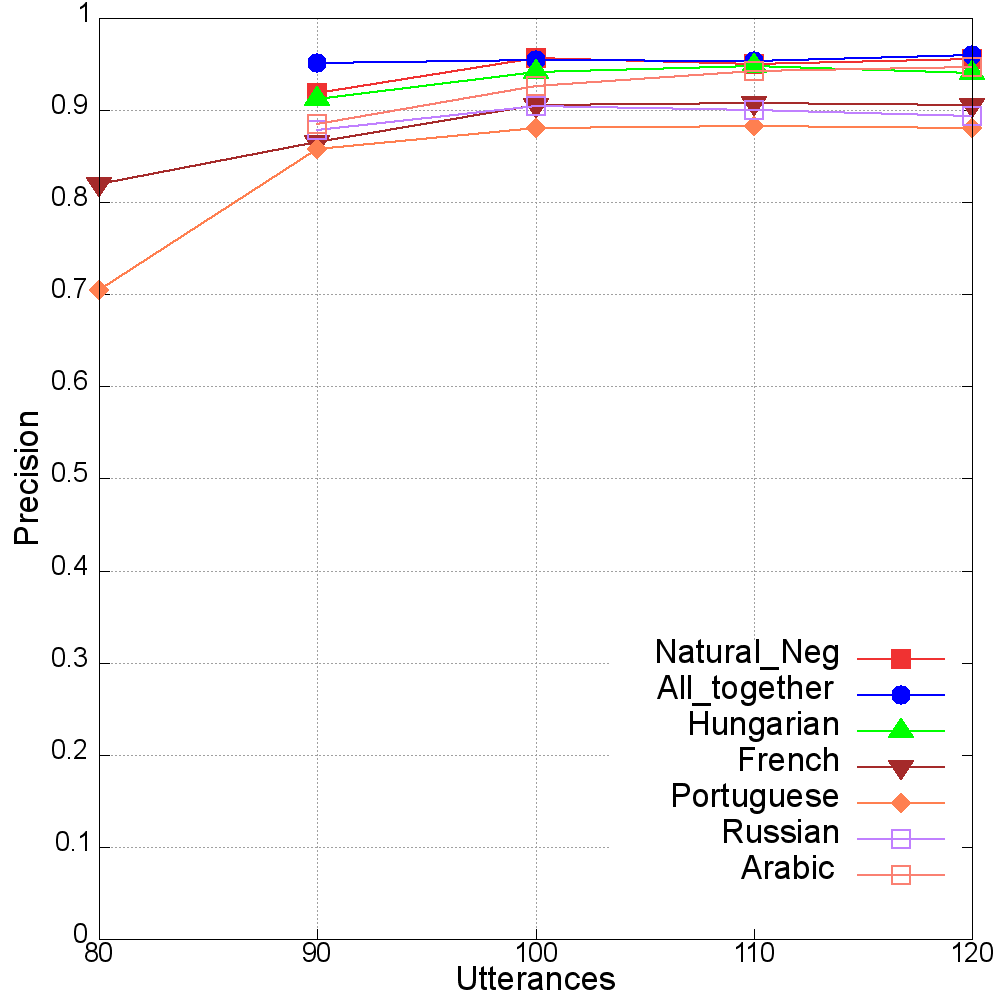 1
0.9
0.8
0.7
0.6
0.5
0.4
0.3
0.2
0.1
0
Precision
Natural_Neg
All_together
Hungarian
French
Portuguese
Russian
Arabic
80 90 100 110 120
Utterances